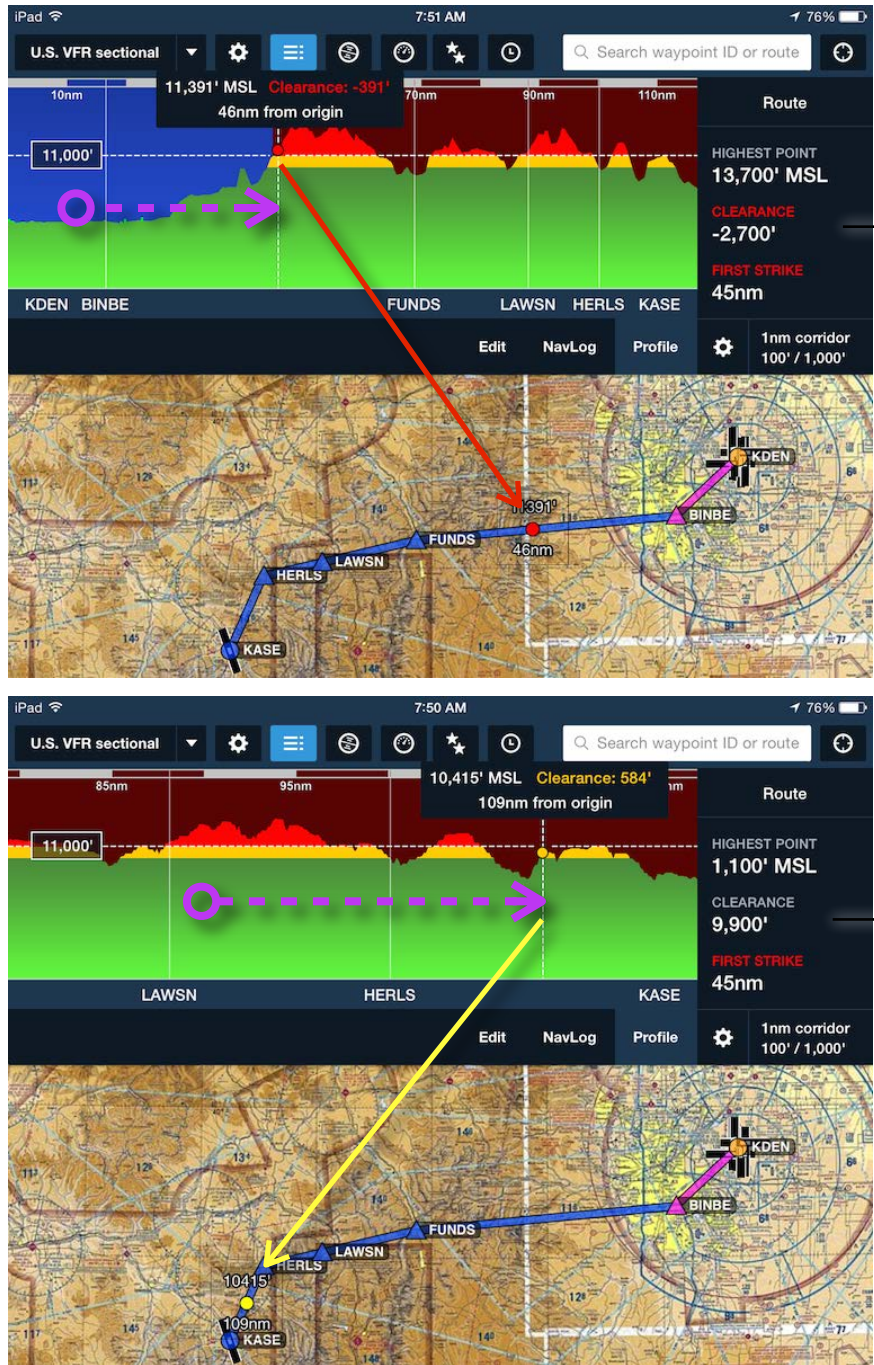 iPad 7:51 AM 76%
U.S. VFR sectional Search waypoint ID or route
11,391' MSL Clearance: -391'
46nm from origin
10nm 70nm 90nm 110nm
11,000'
Route
HIGHEST POINT
13,700' MSL
CLEARANCE
-2,700'
FIRST STRIKE
45nm
KDEN BINBE FUNDS LAWSN HERLS KASE
Edit NavLog Profile
1nm corridor
100' / 1,000'
KDEN
BINBE
11391'
46nm
FUNDS
LAWSN
HERLS
KASE
iPad 7:50 AM 76%
U.S. VFR sectional Search waypoint ID or route
10,415' MSL Clearance: 584'
109nm from origin
85nm 95nm nm
11,000'
Route
HIGHEST POINT
1,100' MSL
CLEARANCE
9,900'
FIRST STRIKE
45nm
LAWSN HERLS KASE
Edit NavLog Profile
1nm corridor
100' / 1,000'
KDEN
BINBE
FUNDS
LAWSN
HERLS
10415'
109nm
KASE